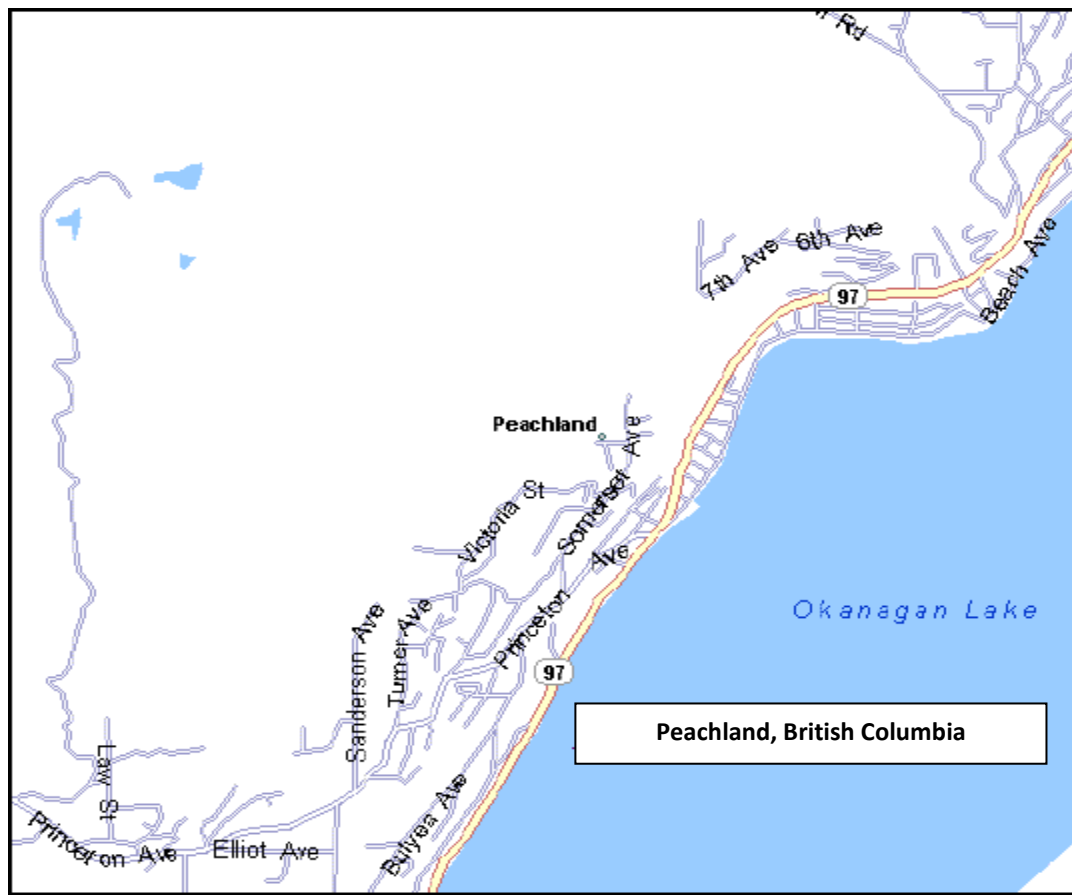 Rd
6th Ave
7th Ave
97
Beach Ave
Peachland
Somerset Ave
Victoria St
Princeton Ave
Okanagan Lake
Sanderson Ave
Turner Ave
97
Peachland, British Columbia
Law St
Princeton Ave
Elliot Ave
Bulyea Ave